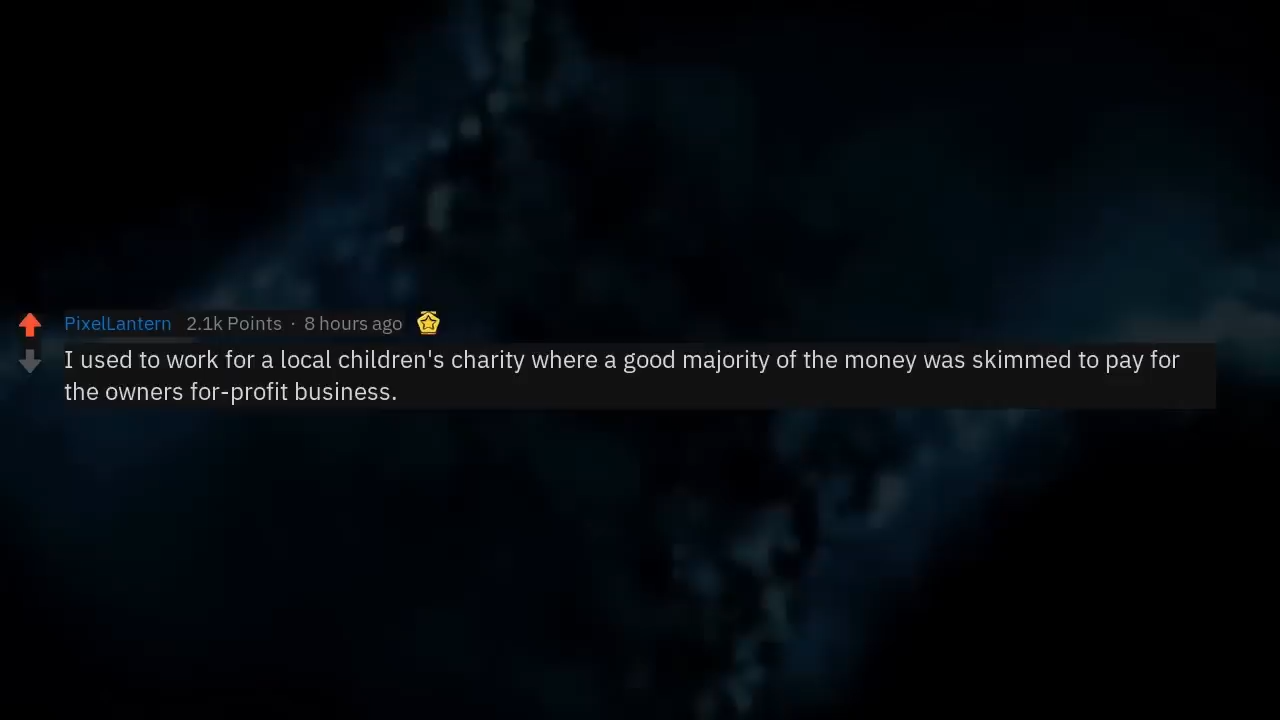 PixelLantern 2.1k Points · 8 hours ago
I used to work for a local children's charity where a good majority of the money was skimmed to pay for
the owners for-profit business.